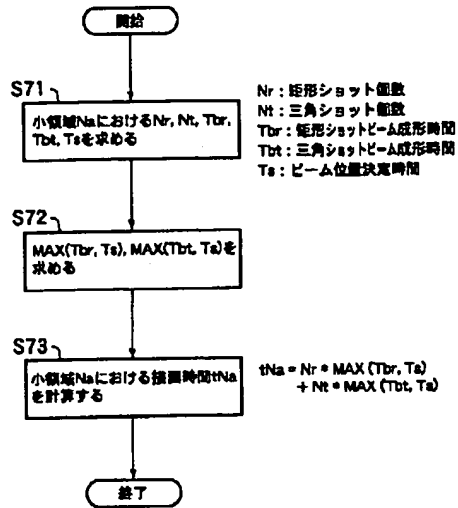 開始
S71
小領域Naにおける Nr, Nt, Tbr,
Tbt, Tsを求める
Nr : 矩形ショット個数
Nt : 三角ショット個数
Tbr : 矩形ショットビーム成形時間
Tbt : 三角ショットビーム成形時間
Ts : ビーム位置決定時間
S72
MAX(Tbr, Ts), MAX(Tbt, Ts)を
求める
S73
小領域Naにおける描画時間tNa
を計算する
tNa = Nr * MAX (Tbr, Ts)
+ Nt * MAX (Tbt, Ts)
終了